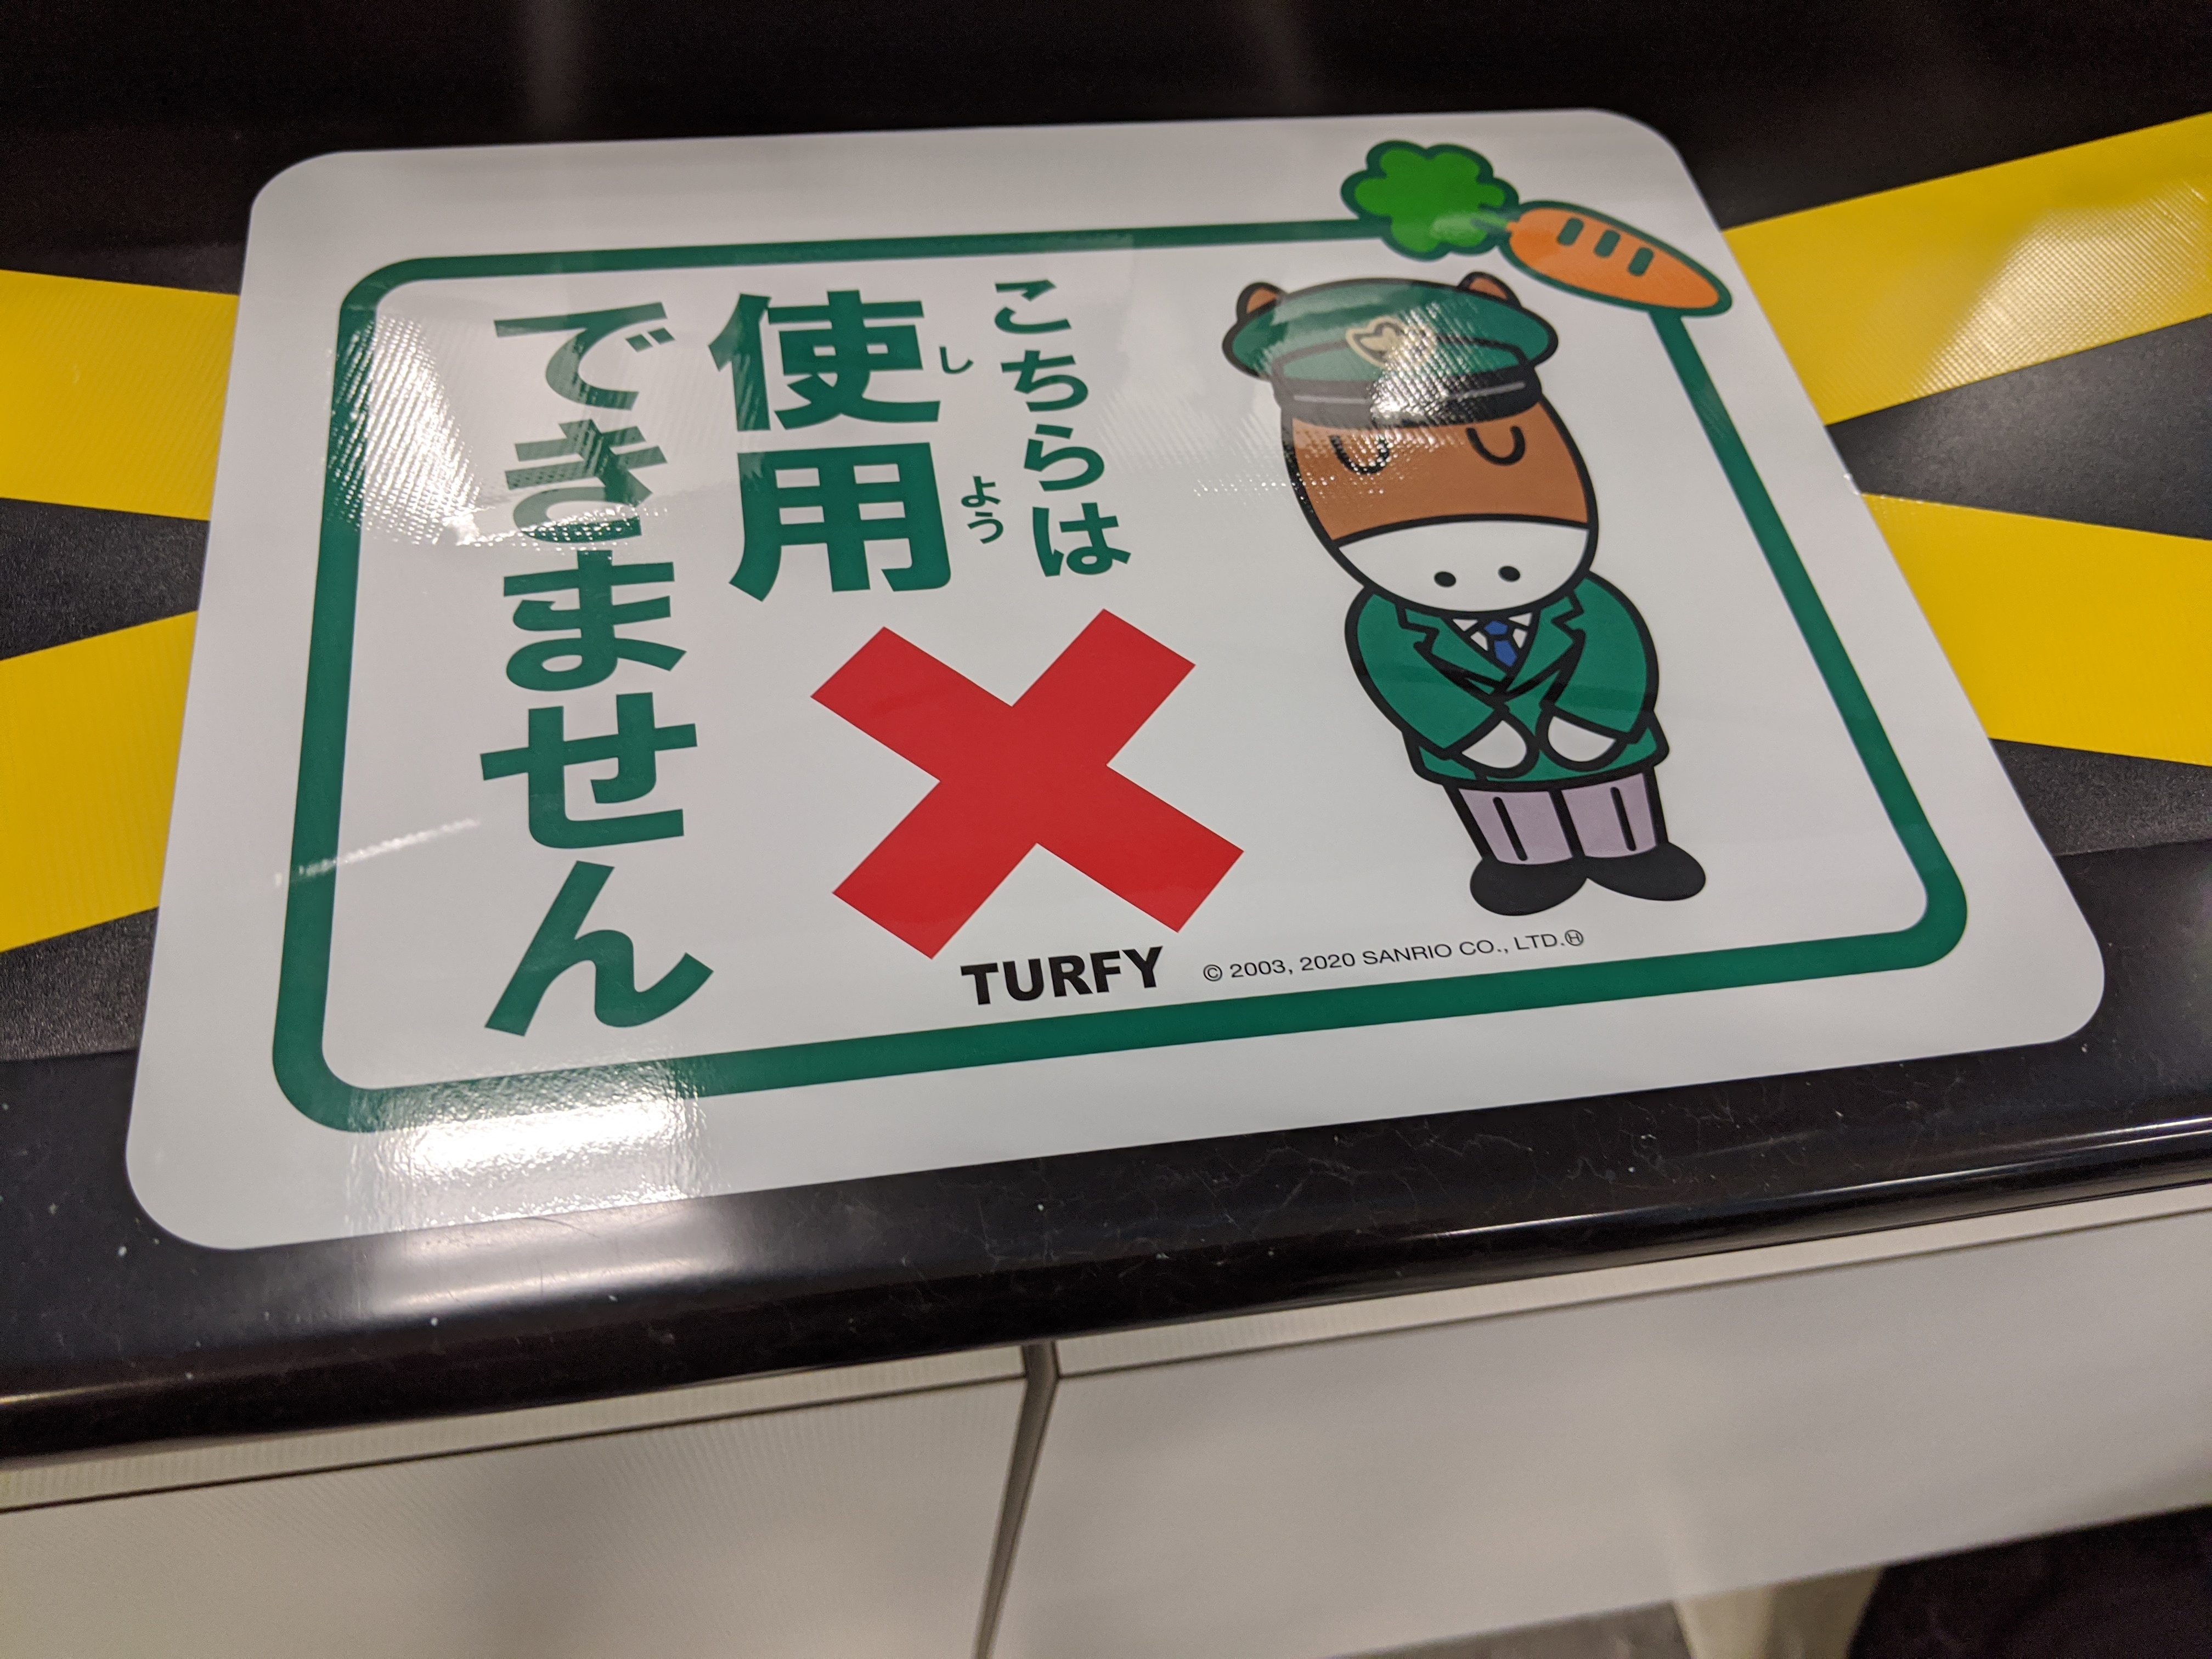 こちらは
使用
しよう
できません
TURFY
© 2003, 2020 SANRIO CO., LTD.Ⓗ